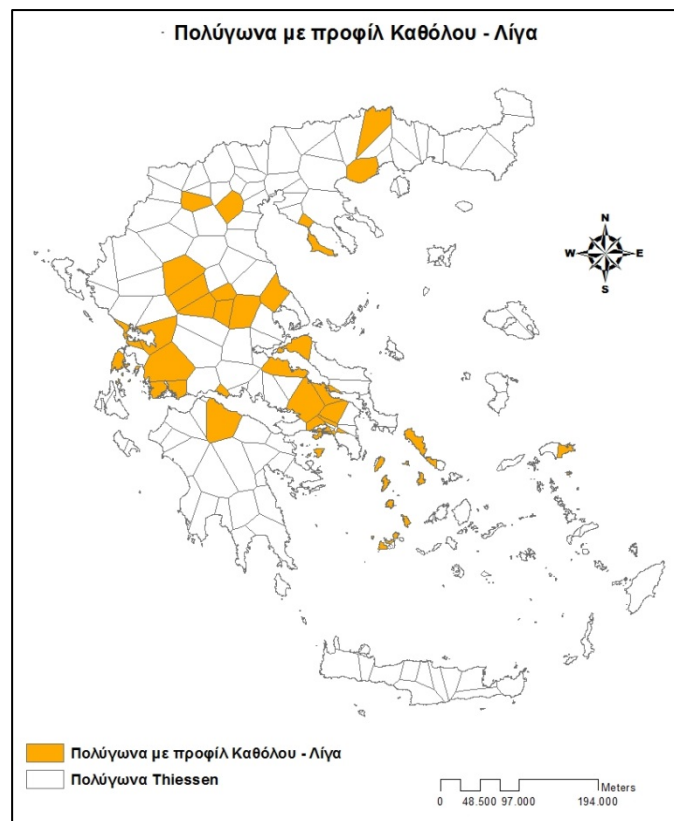 Πολύγωνα με προφίλ Καθόλου - Λίγα
N
W E
S
Πολύγωνα με προφίλ Καθόλου - Λίγα
Πολύγωνα Thiessen
Meters
0 48.500 97.000 194.000